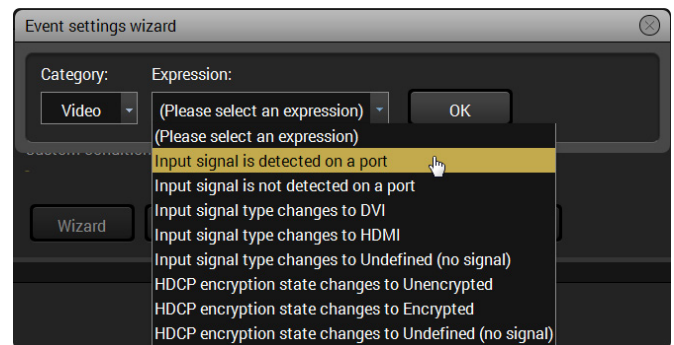 Event settings wizard
Category: Expression:
Video (Please select an expression) OK
(Please select an expression)
Input signal is detected on a port
Input signal is not detected on a port
Input signal type changes to DVI
Wizard
Input signal type changes to HDMI
Input signal type changes to Undefined (no signal)
HDCP encryption state changes to Unencrypted
HDCP encryption state changes to Encrypted
HDCP encryption state changes to Undefined (no signal)